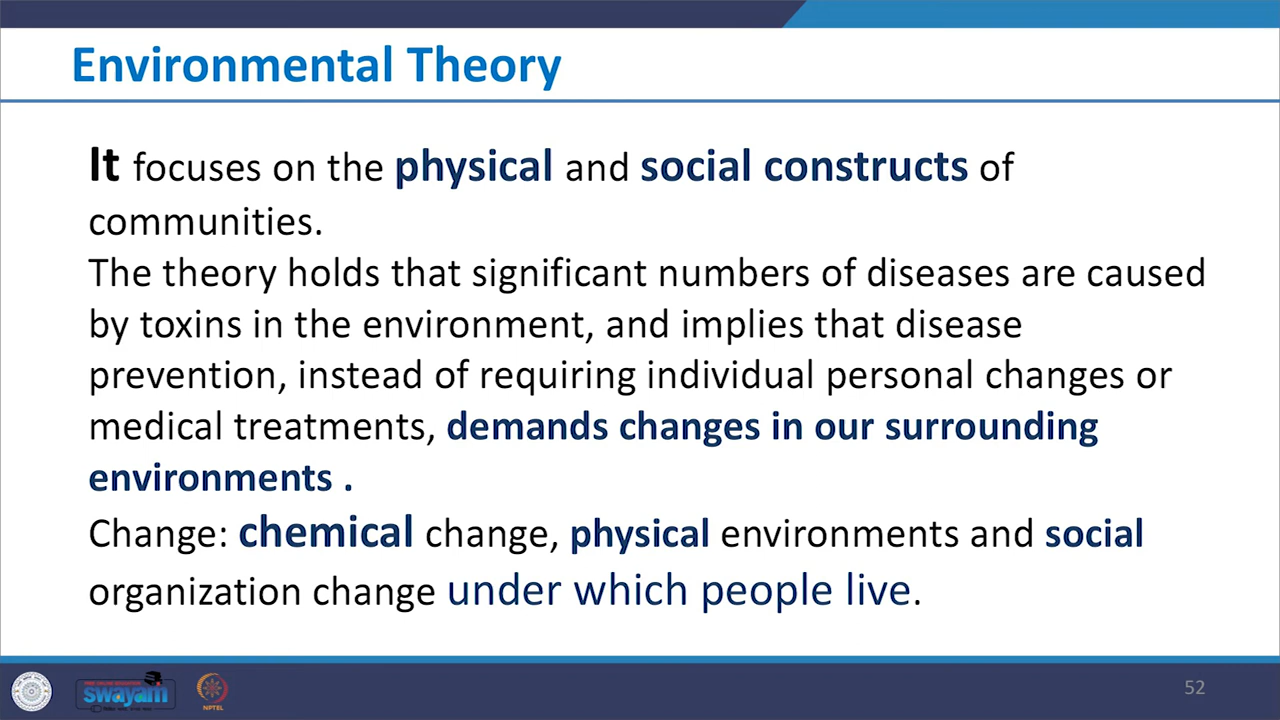 Environmental Theory
It focuses on the physical and social constructs of
communities.
The theory holds that significant numbers of diseases are caused
by toxins in the environment, and implies that disease
prevention, instead of requiring individual personal changes or
medical treatments, demands changes in our surrounding
environments .
Change: chemical change, physical environments and social
organization change under which people live.
swayam
NPTEL
52